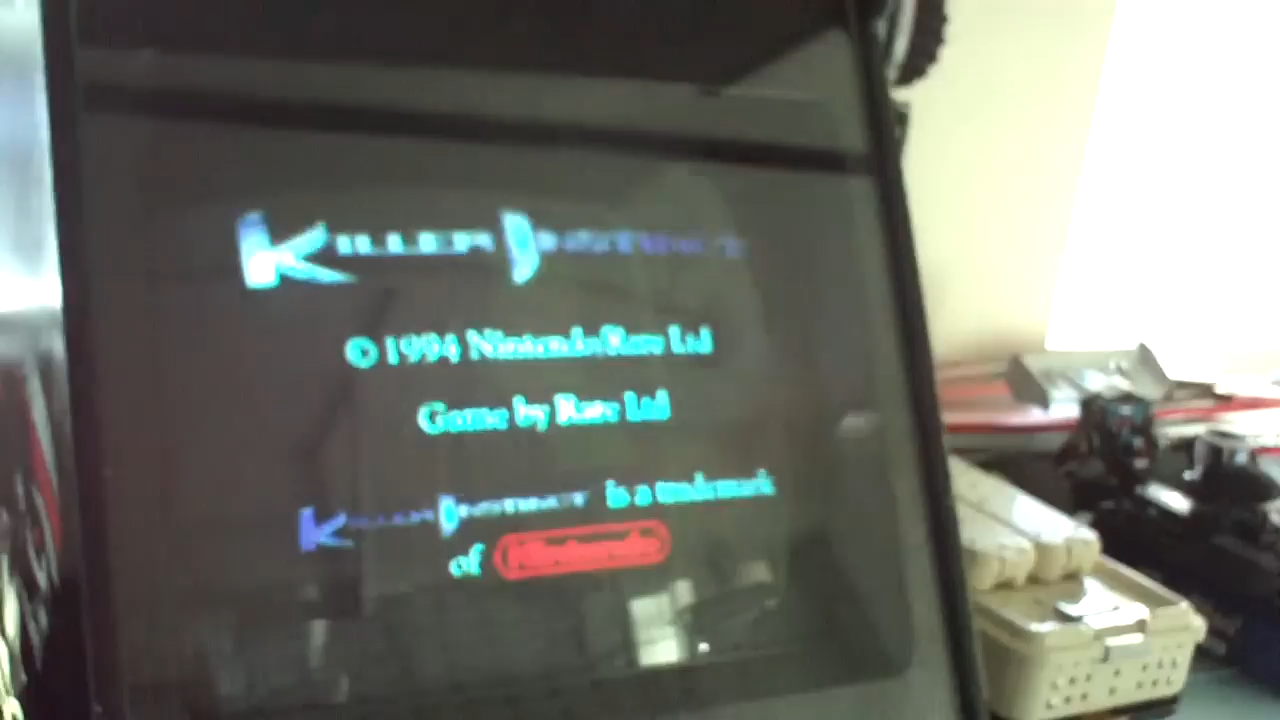 KILLER INSTINCT
© 1994 Nintendo/Rare Ltd
Game by Rare Ltd
KILLER INSTINCT is a trademark
of Nintendo